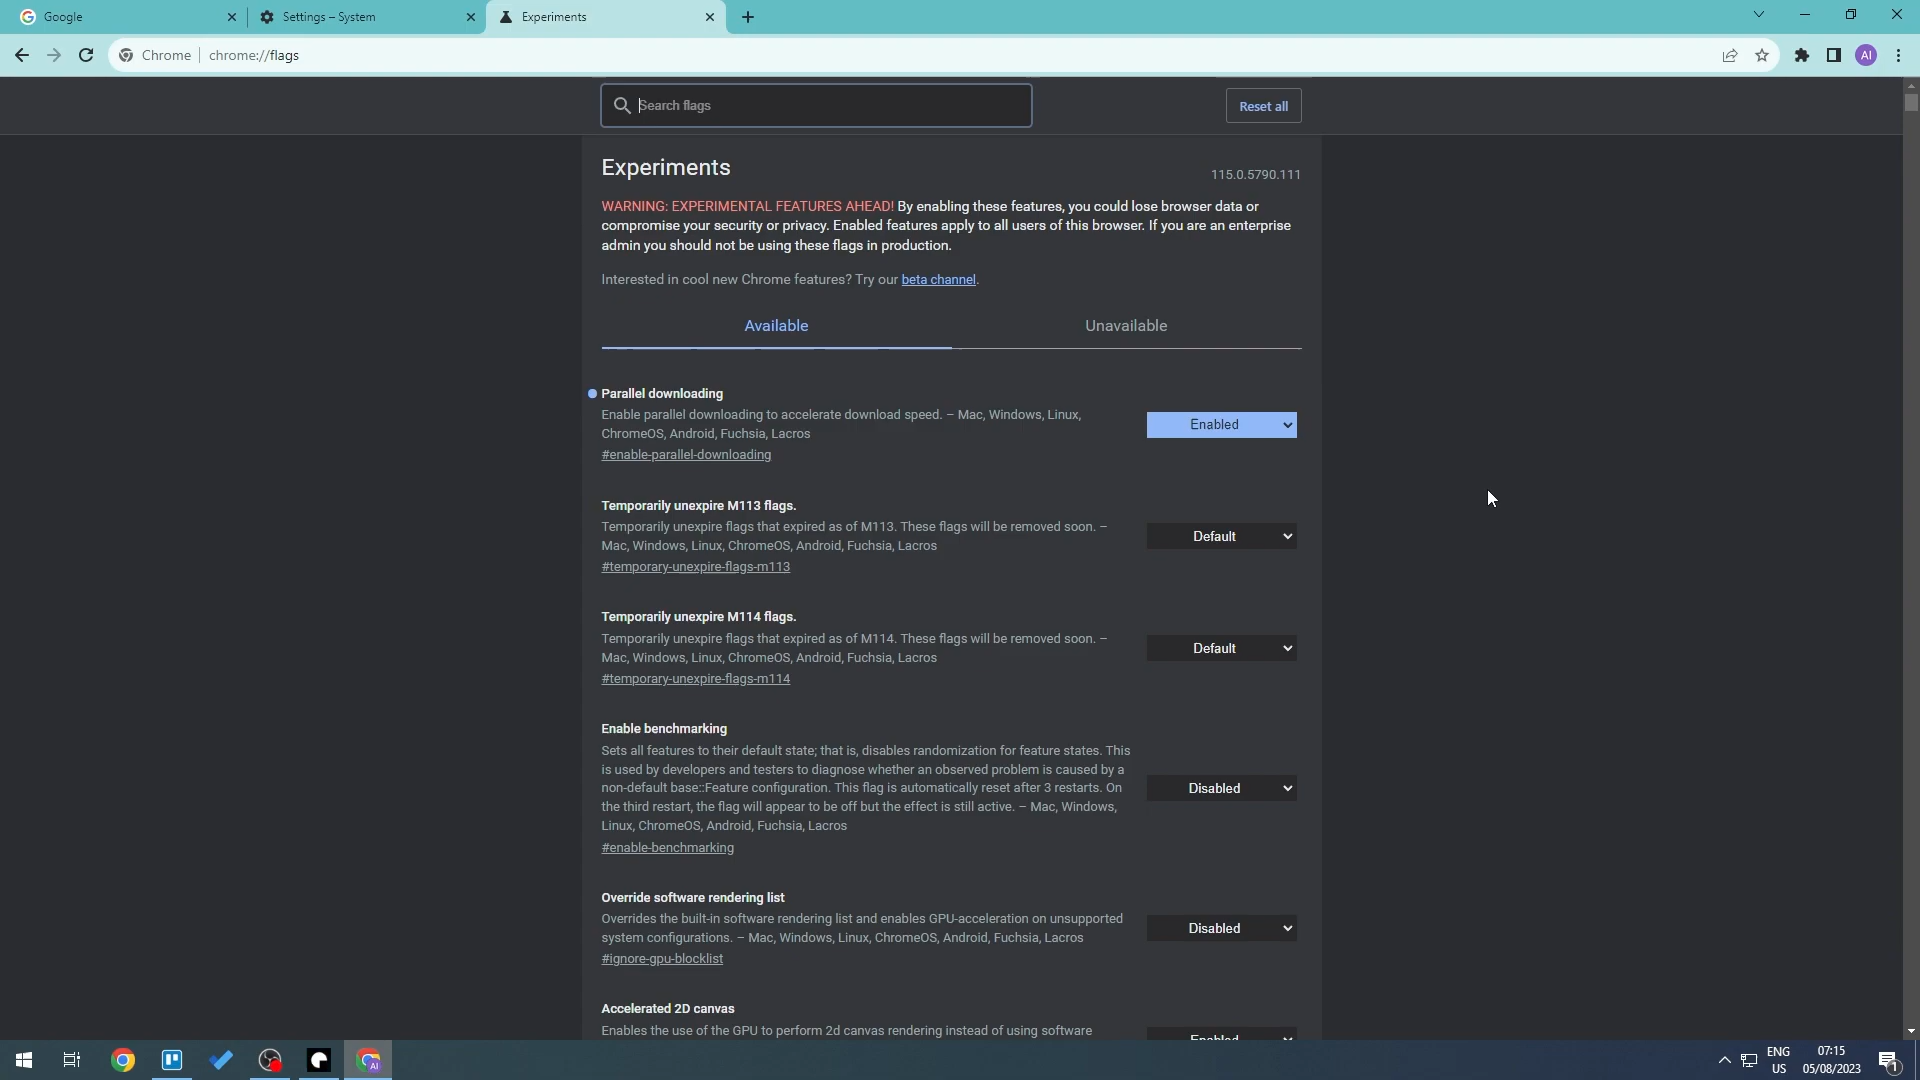 Google
Settings – System
Experiments
Chrome
chrome://flags
AI
Search flags
Reset all
Experiments
115.0.5790.111
WARNING: EXPERIMENTAL FEATURES AHEAD! By enabling these features, you could lose browser data or
compromise your security or privacy. Enabled features apply to all users of this browser. If you are an enterprise
admin you should not be using these flags in production.
Interested in cool new Chrome features? Try our beta channel.
Available
Unavailable
Parallel downloading
Enable parallel downloading to accelerate download speed. – Mac, Windows, Linux,
ChromeOS, Android, Fuchsia, Lacros
#enable-parallel-downloading
Enabled
Temporarily unexpire M113 flags.
Temporarily unexpire flags that expired as of M113. These flags will be removed soon. –
Mac, Windows, Linux, ChromeOS, Android, Fuchsia, Lacros
#temporary-unexpire-flags-m113
Default
Temporarily unexpire M114 flags.
Temporarily unexpire flags that expired as of M114. These flags will be removed soon. –
Mac, Windows, Linux, ChromeOS, Android, Fuchsia, Lacros
#temporary-unexpire-flags-m114
Default
Enable benchmarking
Sets all features to their default state; that is, disables randomization for feature states. This
is used by developers and testers to diagnose whether an observed problem is caused by a
non-default base::Feature configuration. This flag is automatically reset after 3 restarts. On
the third restart, the flag will appear to be off but the effect is still active. – Mac, Windows,
Linux, ChromeOS, Android, Fuchsia, Lacros
#enable-benchmarking
Disabled
Override software rendering list
Overrides the built-in software rendering list and enables GPU-acceleration on unsupported
system configurations. – Mac, Windows, Linux, ChromeOS, Android, Fuchsia, Lacros
#ignore-gpu-blocklist
Disabled
Accelerated 2D canvas
Enables the use of the GPU to perform 2d canvas rendering instead of using software
Enabled
AI
ENG
US
07:15
05/08/2023
1